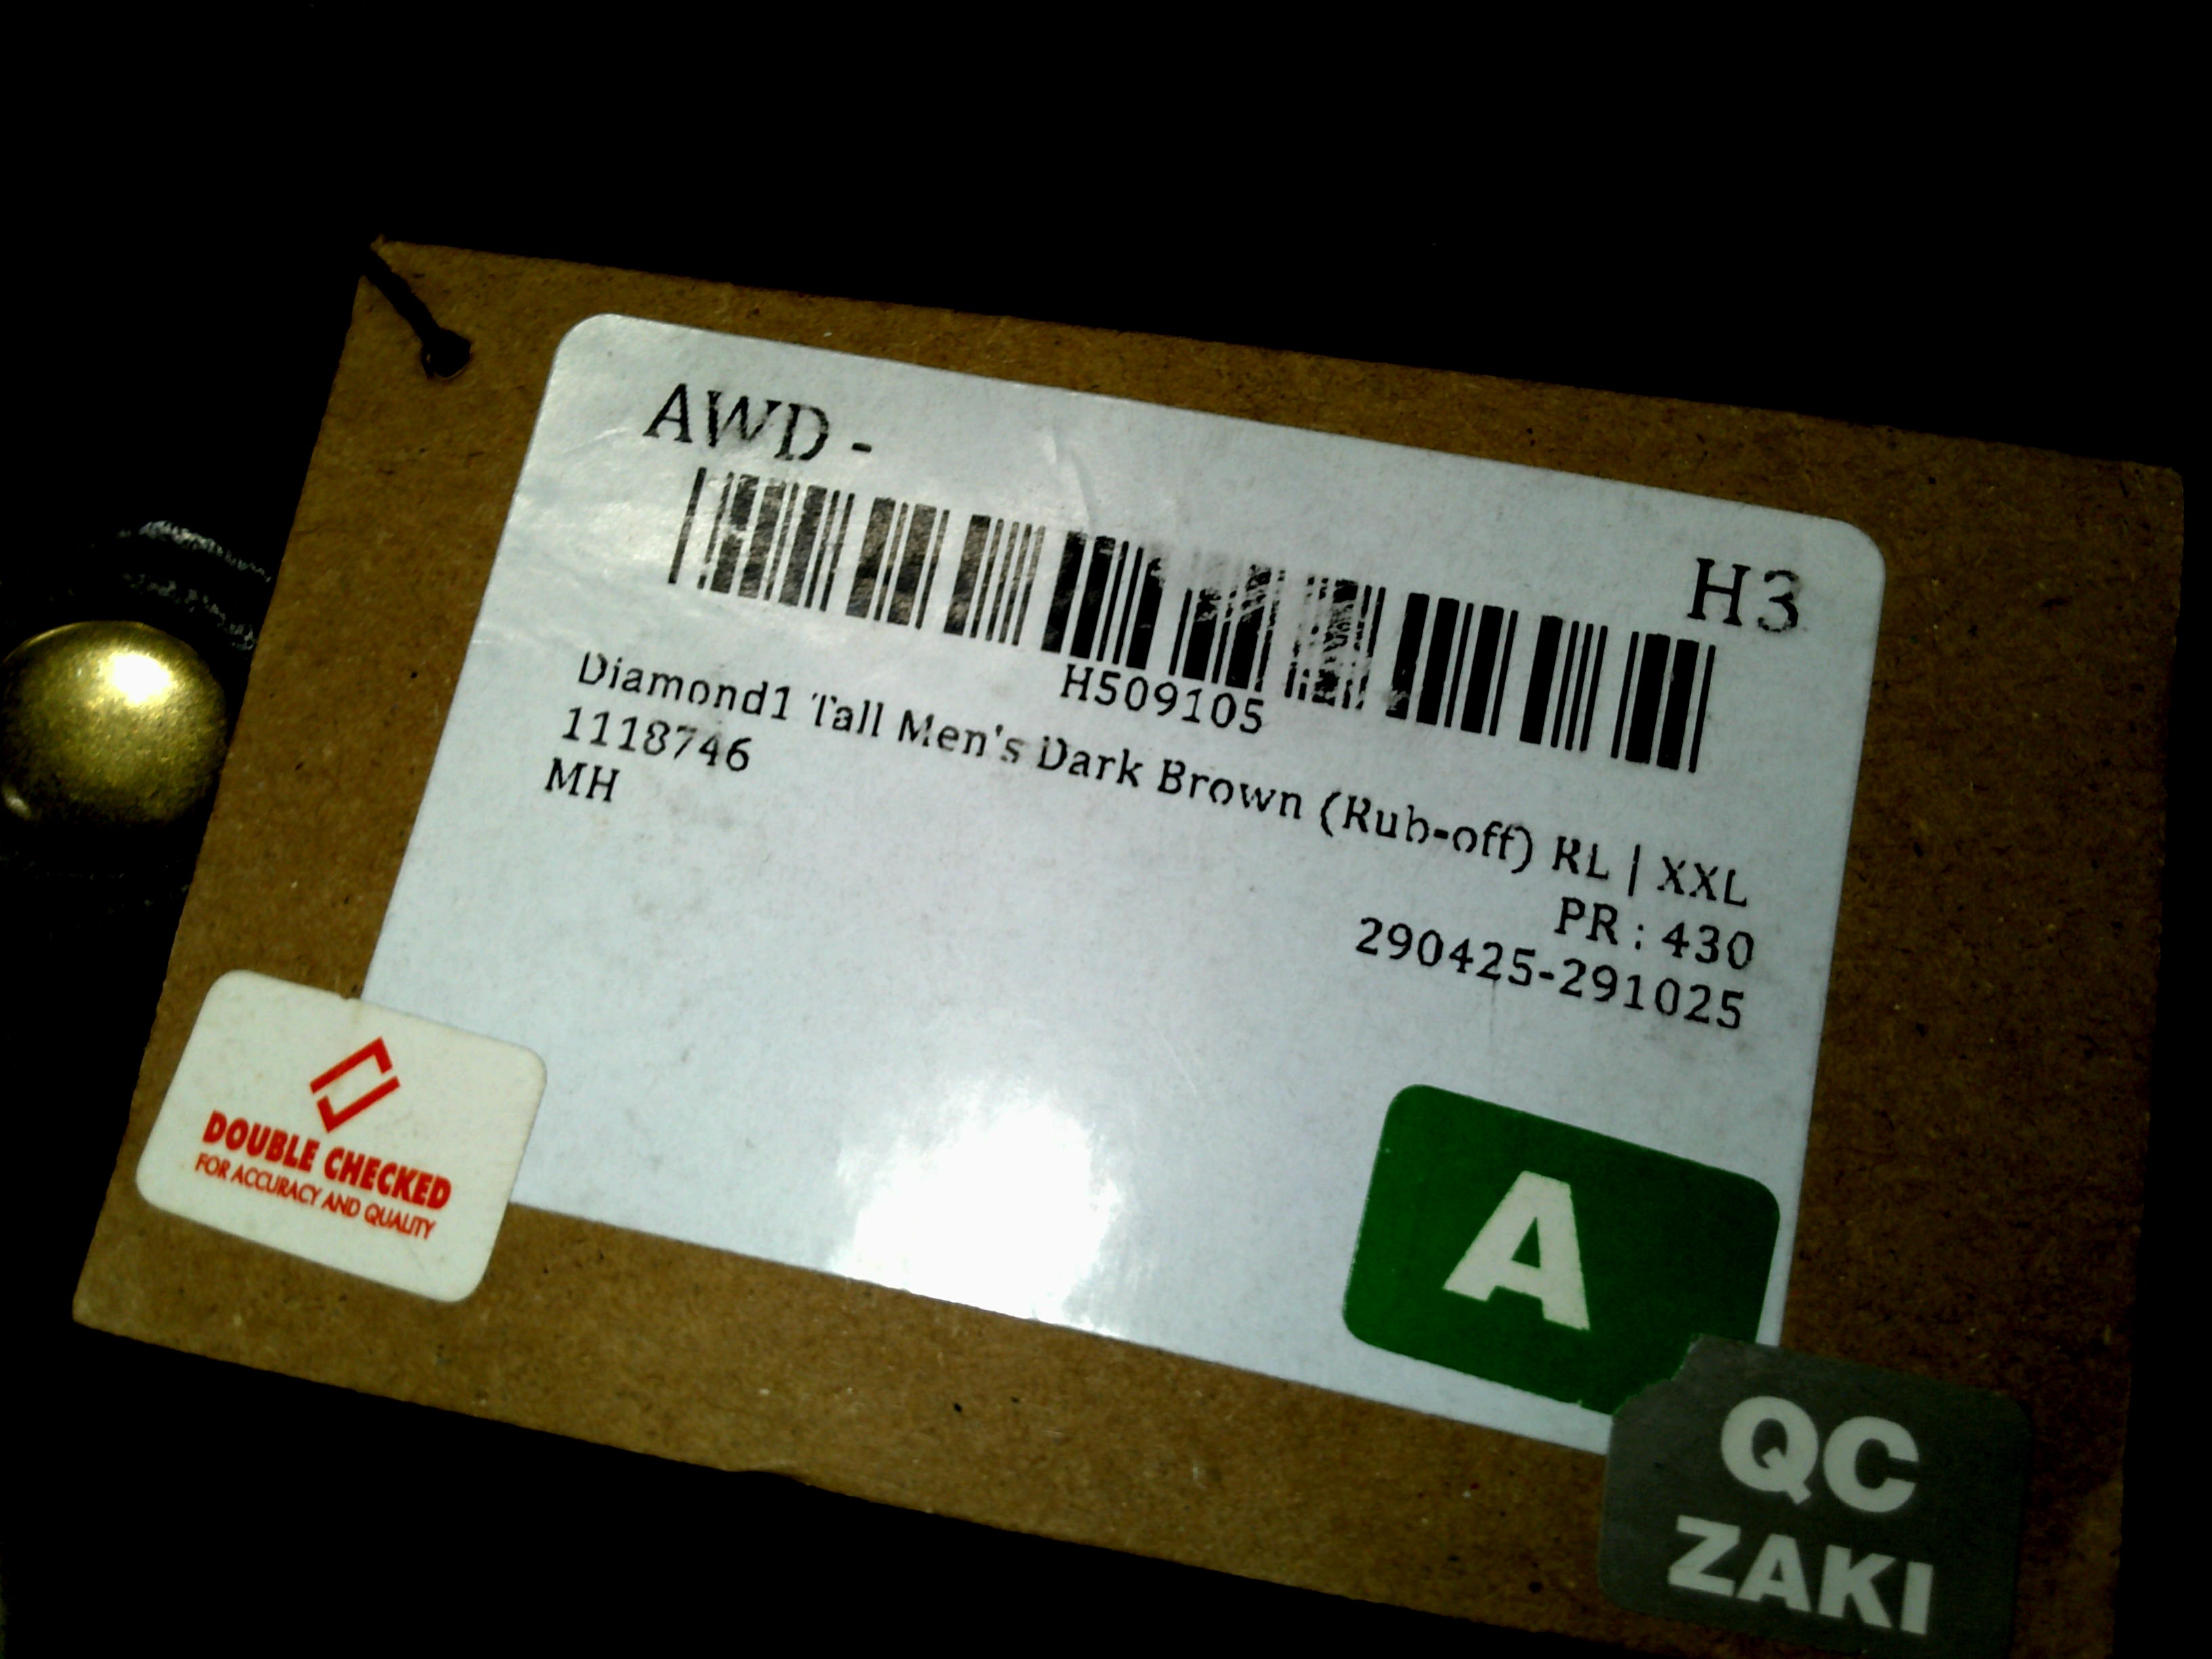 AWD -
H3
H509105
Diamond1 Tall Men's Dark Brown (Rub-off) RL | XXL
1118746
PR : 430
MH
290425-291025
DOUBLE CHECKED
FOR ACCURACY AND QUALITY
A
QC
ZAKI